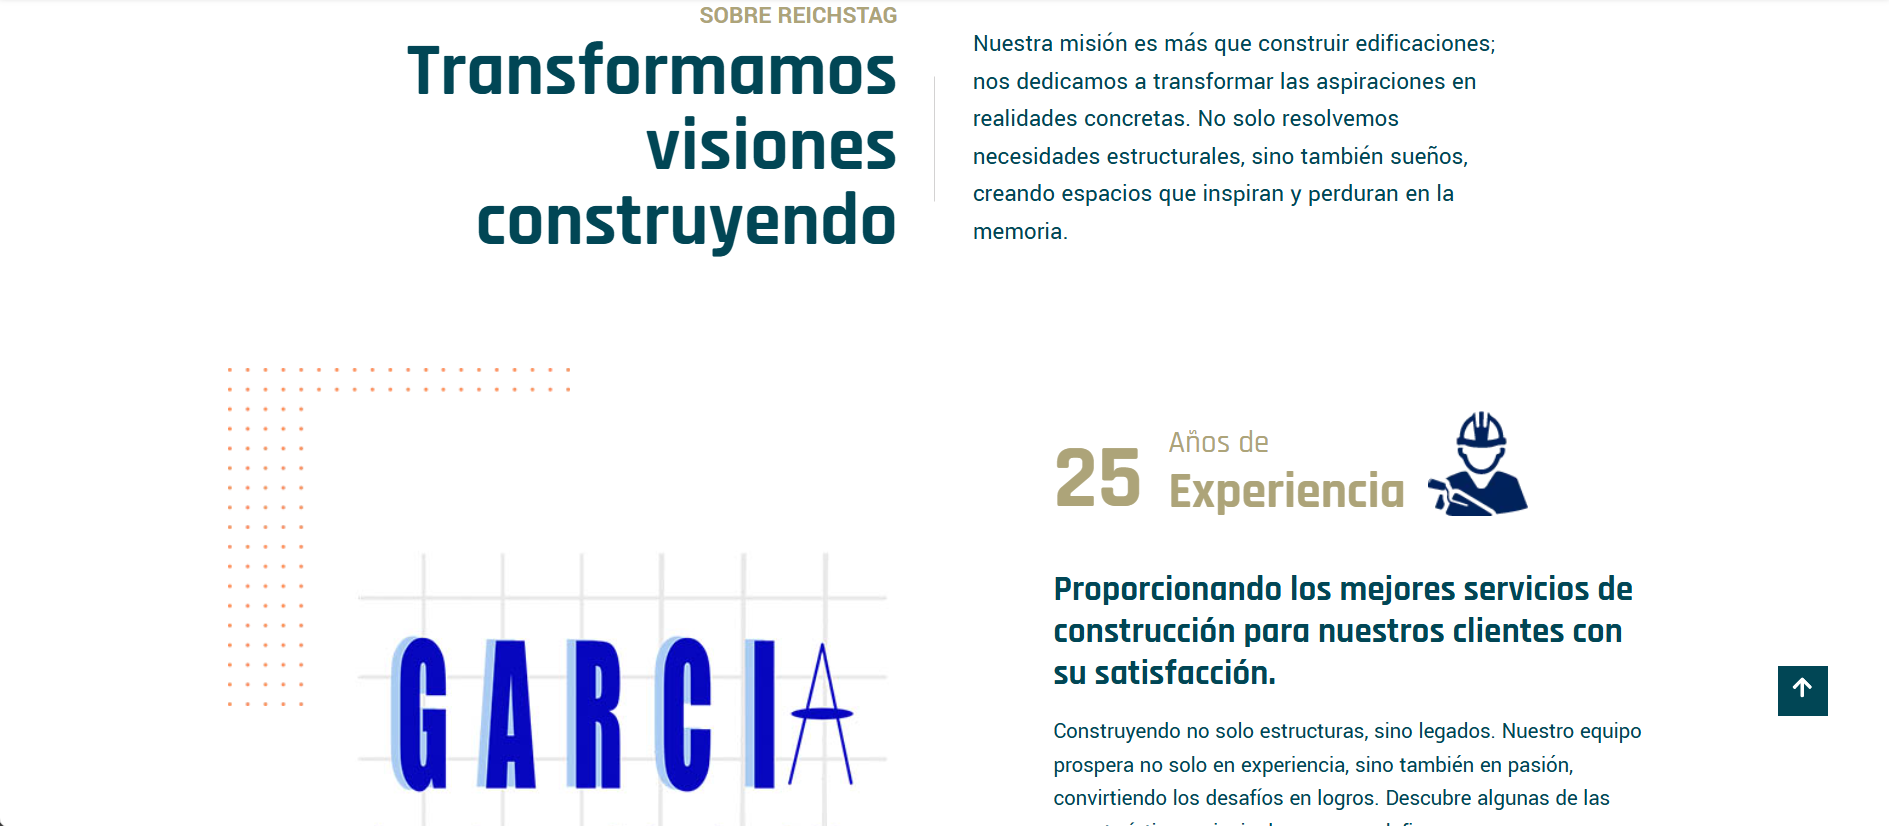 SOBRE REICHSTAG
Transformamos
visiones
construyendo
Nuestra misión es más que construir edificaciones;
nos dedicamos a transformar las aspiraciones en
realidades concretas. No solo resolvemos
necesidades estructurales, sino también sueños,
creando espacios que inspiran y perduran en la
memoria.
GARCIA
25
Años de
Experiencia
Proporcionando los mejores servicios de
construcción para nuestros clientes con
su satisfacción.
Construyendo no solo estructuras, sino legados. Nuestro equipo
prospera no solo en experiencia, sino también en pasión,
convirtiendo los desafíos en logros. Descubre algunas de las